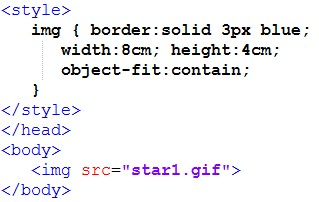 <style>
img { border:solid 3px blue;
width:8cm; height:4cm;
object-fit:contain;
}
</style>
</head>
<body>
<img src="star1.gif">
</body>